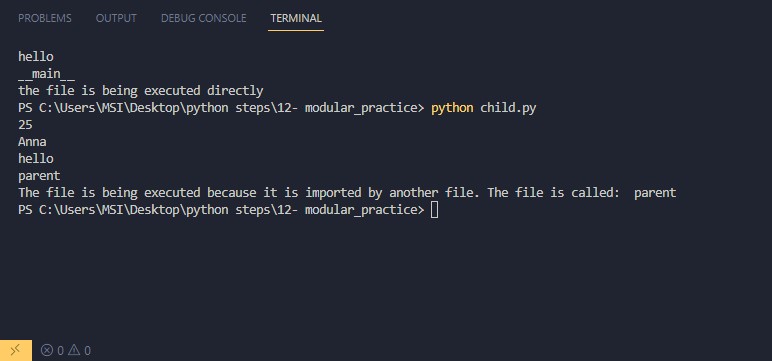 PROBLEMS OUTPUT DEBUG CONSOLE TERMINAL
hello
__main__
the file is being executed directly
PS C:\Users\MSI\Desktop\python steps\12- modular_practice> python child.py
25
Anna
hello
parent
The file is being executed because it is imported by another file. The file is called:  parent
PS C:\Users\MSI\Desktop\python steps\12- modular_practice>
0 0